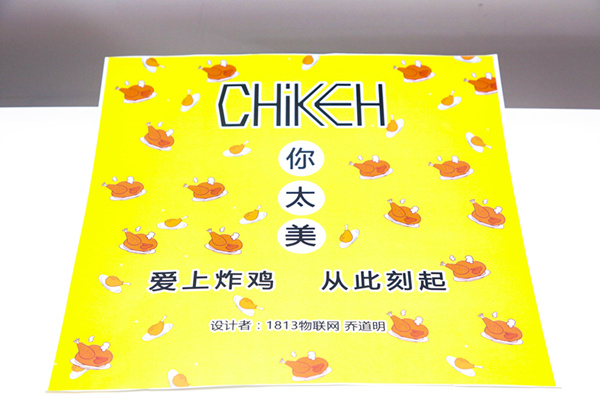 CHiKEH
你
太
美
爱上炸鸡 从此刻起
设计者：1813物联网 乔道明